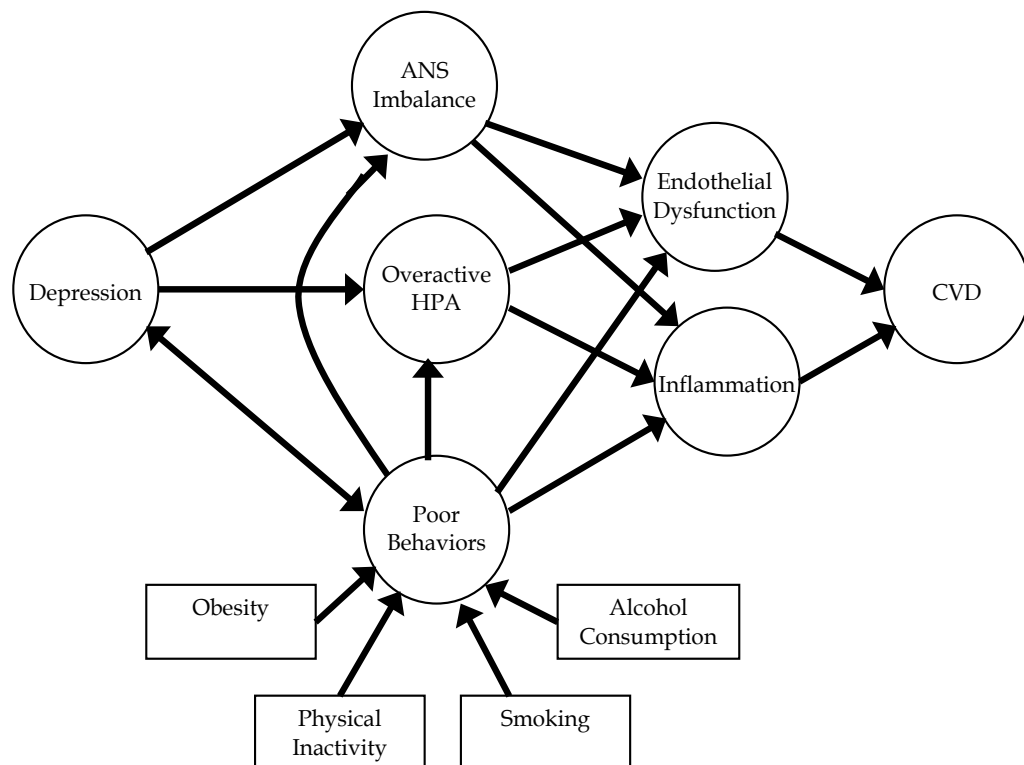 ANS
Imbalance
Endothelial
Dysfunction
Depression
Overactive
HPA
CVD
Inflammation
Poor
Behaviors
Obesity
Alcohol
Consumption
Physical
Inactivity
Smoking